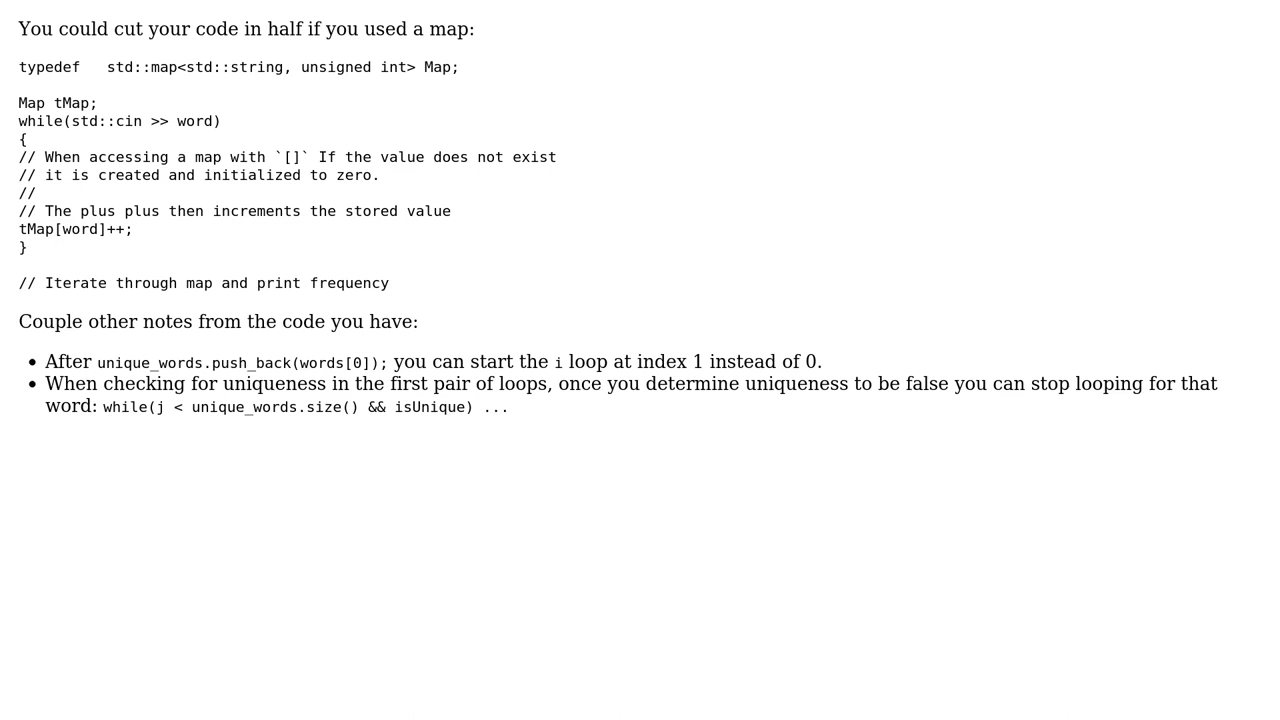 You could cut your code in half if you used a map:
typedef   std::map<std::string, unsigned int> Map;
Map tMap;
while(std::cin >> word)
{
// When accessing a map with `[]` If the value does not exist
// it is created and initialized to zero.
//
// The plus plus then increments the stored value
tMap[word]++;
}
// Iterate through map and print frequency
Couple other notes from the code you have:
• After unique_words.push_back(words[0]); you can start the i loop at index 1 instead of 0.
• When checking for uniqueness in the first pair of loops, once you determine uniqueness to be false you can stop looping for that
word: while(j < unique_words.size() && isUnique) ...